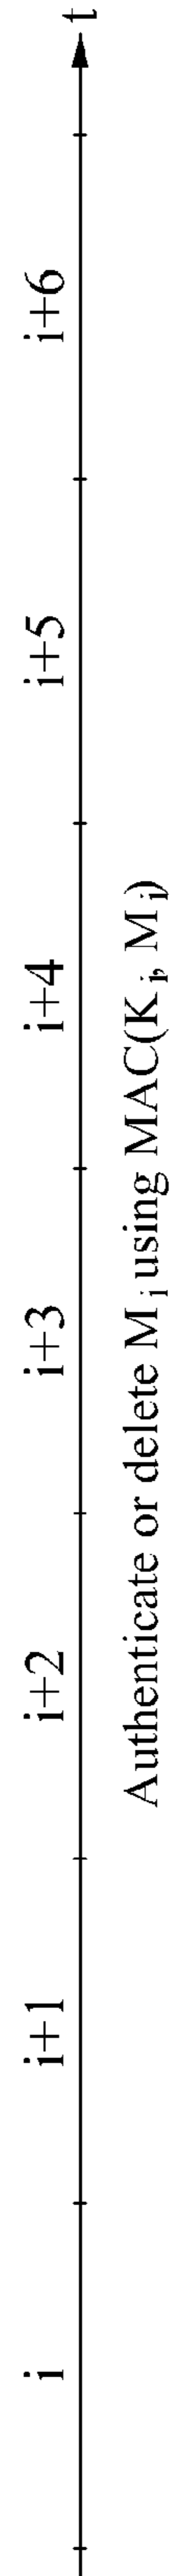 i i+1 i+2 i+3 i+4 i+5 i+6 t
Authenticate or delete M_i using MAC(K_i, M_i)